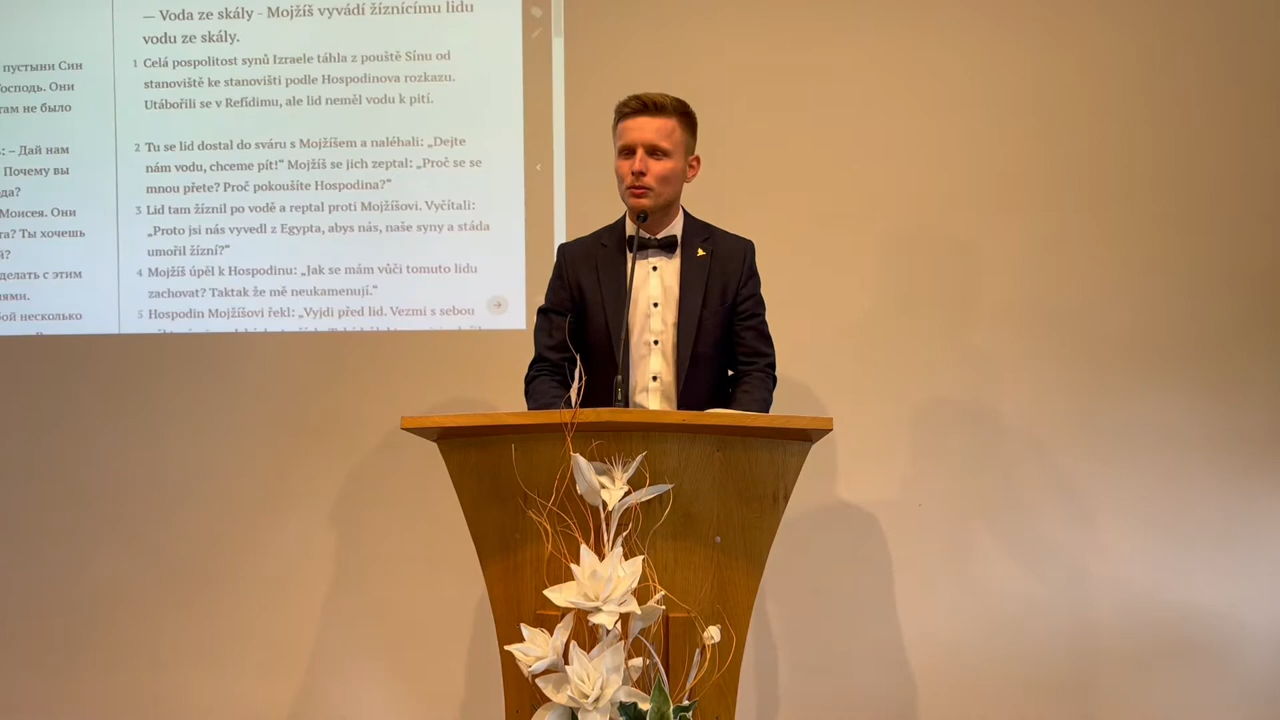 пустыни Син
Господь. Они
там не было
: – Дай нам
Почему вы
да?
Моисея. Они
та? Ты хочешь
й?
делать с этим
ями.
бой несколько
— Voda ze skály - Mojžíš vyvádí žíznícímu lidu
vodu ze skály.
1 Celá pospolitost synů Izraele táhla z pouště Sínu od
stanoviště ke stanovišti podle Hospodinova rozkazu.
Utábořili se v Refídimu, ale lid neměl vodu k pití.
2 Tu se lid dostal do sváru s Mojžíšem a naléhali: „Dejte
nám vodu, chceme pít!“ Mojžíš se jich zeptal: „Proč se se
mnou přete? Proč pokoušíte Hospodina?“
3 Lid tam žíznil po vodě a reptal proti Mojžíšovi. Vyčítali:
„Proto jsi nás vyvedl z Egypta, abys nás, naše syny a stáda
umořil žízní?“
4 Mojžíš úpěl k Hospodinu: „Jak se mám vůči tomuto lidu
zachovat? Taktak že mě neukamenují.“
5 Hospodin Mojžíšovi řekl: „Vyjdi před lid. Vezmi s sebou